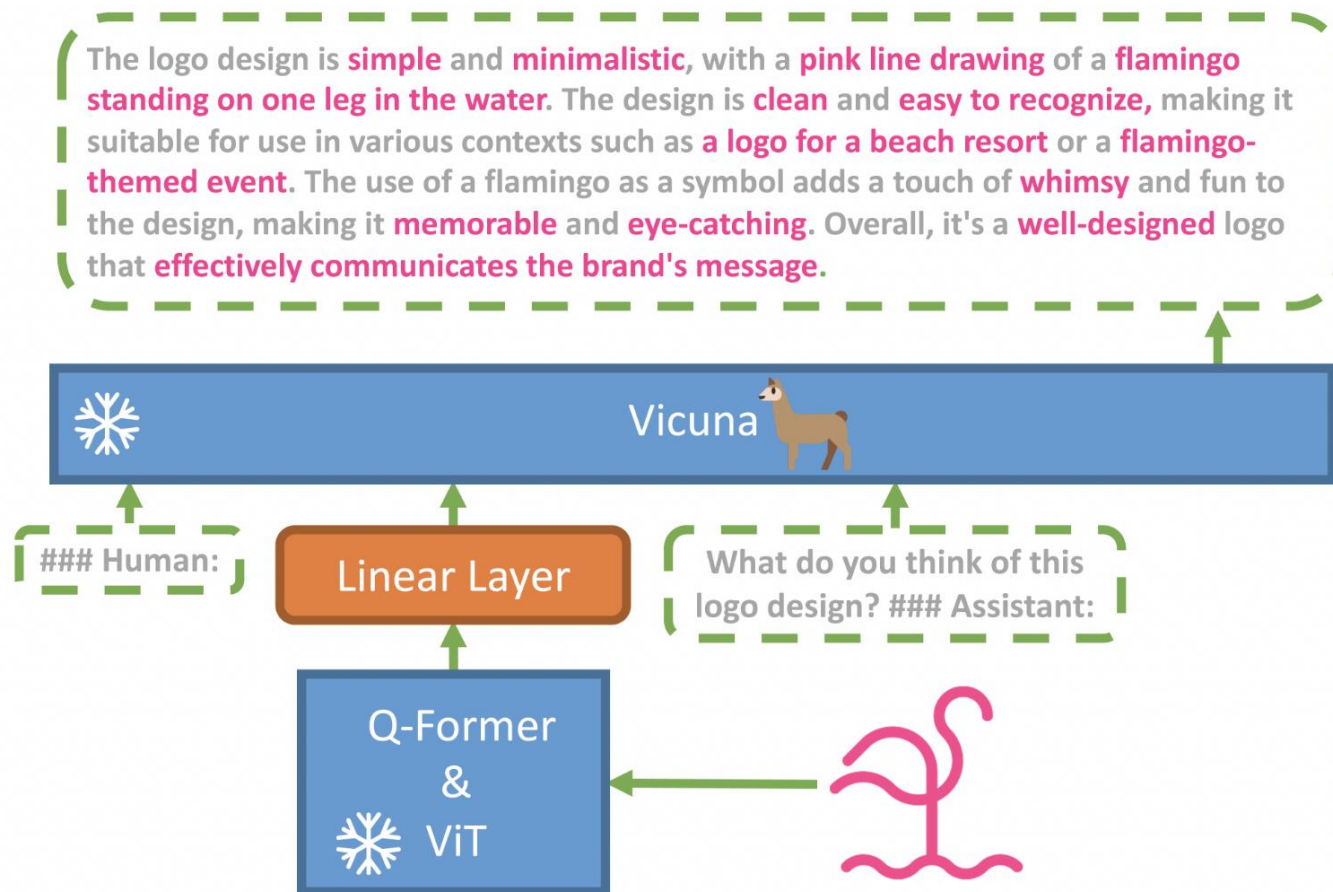 The logo design is simple and minimalistic, with a pink line drawing of a flamingo
standing on one leg in the water. The design is clean and easy to recognize, making it
suitable for use in various contexts such as a logo for a beach resort or a flamingo-
themed event. The use of a flamingo as a symbol adds a touch of whimsy and fun to
the design, making it memorable and eye-catching. Overall, it's a well-designed logo
that effectively communicates the brand's message.
Vicuna
### Human:
Linear Layer
What do you think of this
logo design? ### Assistant:
Q-Former
&
ViT